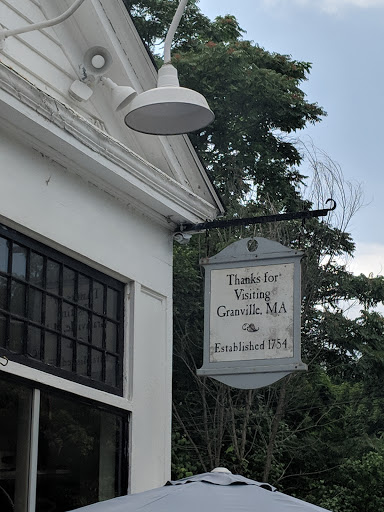 Thanks for
Visiting
Granville, MA
Established 1754